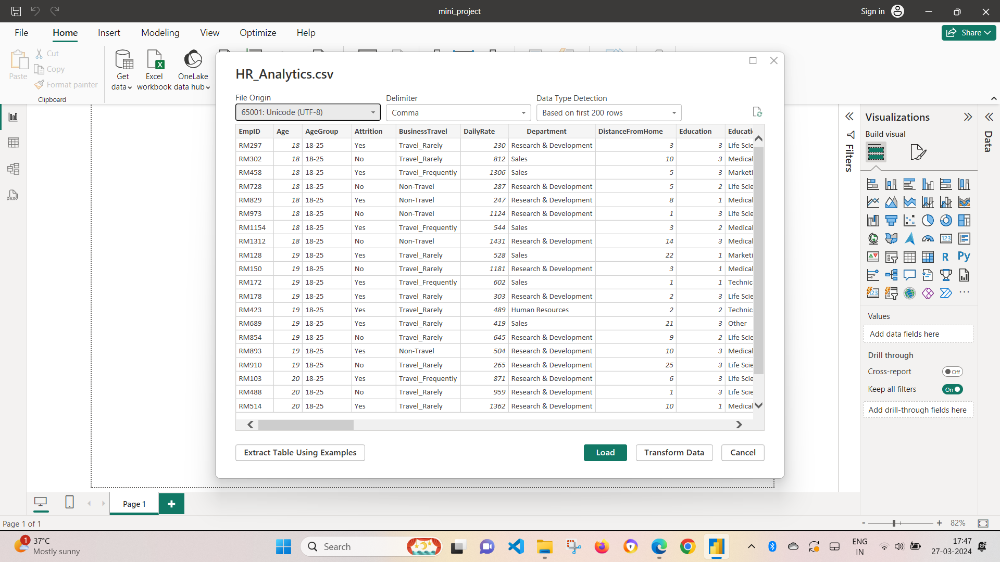 mini_project
Sign in
File Home Insert Modeling View Optimize Help
Share
Paste
Cut
Copy
Format painter
Clipboard
Get data
Excel workbook
OneLake data hub
HR_Analytics.csv
File Origin Delimiter Data Type Detection
65001: Unicode (UTF-8) Comma Based on first 200 rows
EmpID Age AgeGroup Attrition BusinessTravel DailyRate Department DistanceFromHome Education Educati
RM297 18 18-25 Yes Travel_Rarely 230 Research & Development 3 3 Life Scie
RM302 18 18-25 No Travel_Rarely 812 Sales 10 3 Medical
RM458 18 18-25 Yes Travel_Frequently 1306 Sales 5 3 Marketi
RM728 18 18-25 No Non-Travel 287 Research & Development 5 2 Life Scie
RM829 18 18-25 Yes Non-Travel 247 Research & Development 8 1 Medical
RM973 18 18-25 No Non-Travel 1124 Research & Development 1 3 Life Scie
RM1154 18 18-25 Yes Travel_Frequently 544 Sales 3 2 Medical
RM1312 18 18-25 No Non-Travel 1431 Research & Development 14 3 Medical
RM128 19 18-25 Yes Travel_Rarely 528 Sales 22 1 Marketi
RM150 19 18-25 No Travel_Rarely 1181 Research & Development 3 1 Medical
RM172 19 18-25 Yes Travel_Frequently 602 Sales 1 1 Technic
RM178 19 18-25 Yes Travel_Rarely 303 Research & Development 2 3 Life Scie
RM423 19 18-25 Yes Travel_Rarely 489 Human Resources 2 2 Technic
RM689 19 18-25 Yes Travel_Rarely 419 Sales 21 3 Other
RM854 19 18-25 No Travel_Rarely 645 Research & Development 9 2 Life Scie
RM893 19 18-25 Yes Non-Travel 504 Research & Development 10 3 Medical
RM910 19 18-25 No Travel_Rarely 265 Research & Development 25 3 Life Scie
RM103 20 18-25 Yes Travel_Frequently 871 Research & Development 6 3 Life Scie
RM488 20 18-25 No Travel_Rarely 959 Research & Development 1 3 Life Scie
RM514 20 18-25 Yes Travel_Rarely 1362 Research & Development 10 1 Medical
Extract Table Using Examples Load Transform Data Cancel
Filters
Visualizations
Build visual
123
R Py
123
Values
Add data fields here
Drill through
Cross-report Off
Keep all filters On
Add drill-through fields here
Data
DAX
Page 1
+
Page 1 of 1
- + 82%
1
37°C
Mostly sunny
Search
ENG
IN
17:47
27-03-2024